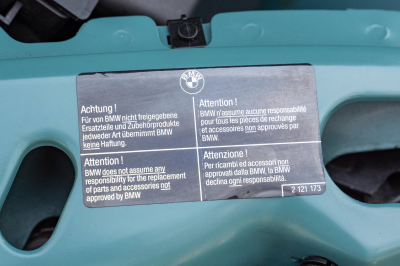 BMW
Achtung !
Für von BMW nicht freigegebene
Ersatzteile und Zubehörprodukte
jedweder Art übernimmt BMW
keine Haftung.
Attention !
BMW n'assume aucune responsabilité
pour tous les pièces de rechange
et accessoires non approuvés par
BMW.
Attention !
BMW does not assume any
responsibility for the replacement
of parts and accessories not
approved by BMW
Attenzione !
Per ricambi ed accessori non
approvati dalla BMW, la BMW
declina ogni responsabilità.
2 121 173